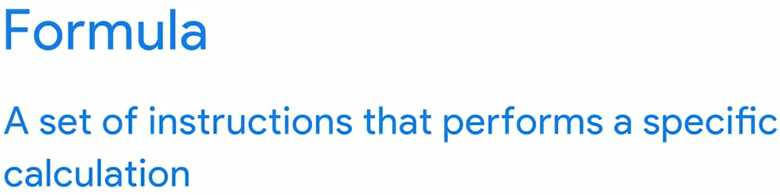 Formula
A set of instructions that performs a specific
calculation